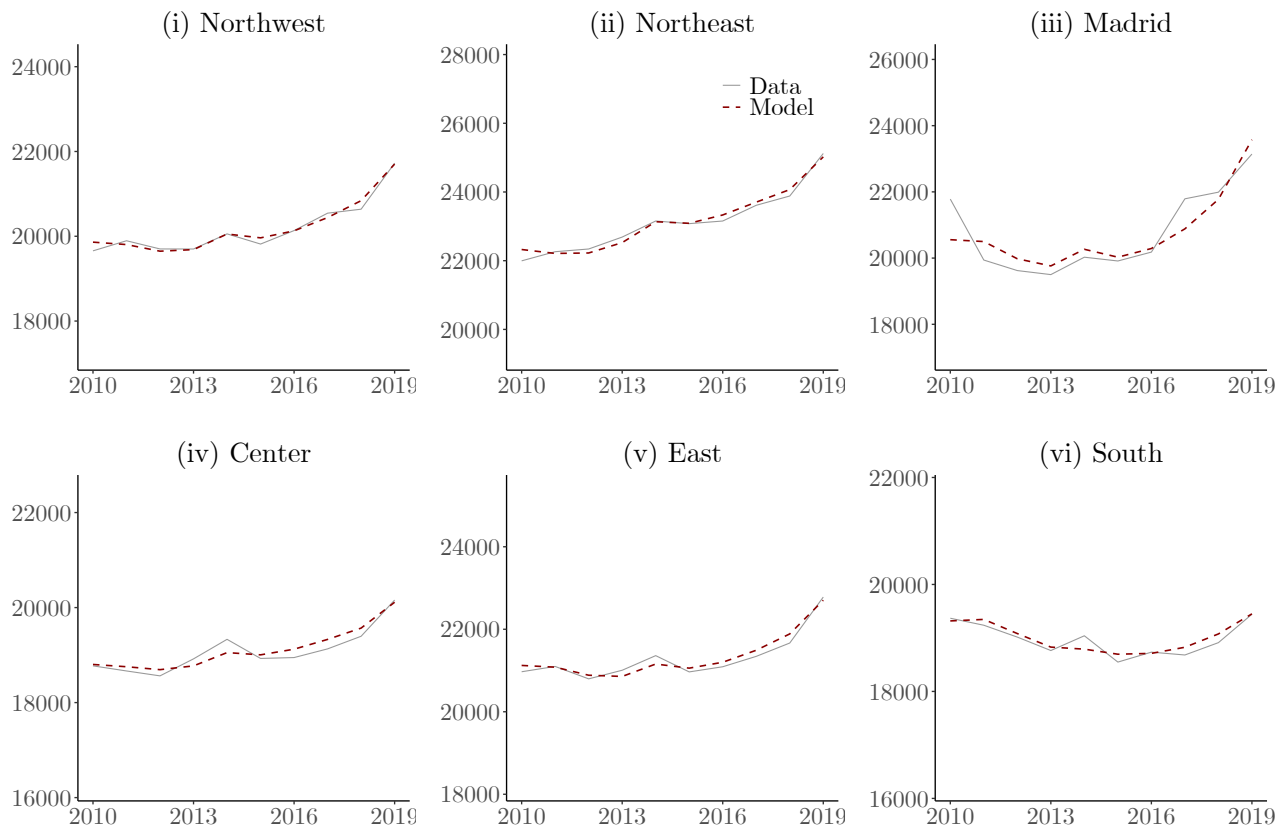 (i) Northwest
24000
22000
20000
18000
2010 2013 2016 2019
(ii) Northeast
Data
Model
28000
26000
24000
22000
20000
2010 2013 2016 2019
(iii) Madrid
26000
24000
22000
20000
18000
2010 2013 2016 2019
(iv) Center
22000
20000
18000
16000
2010 2013 2016 2019
(v) East
24000
22000
20000
18000
2010 2013 2016 2019
(vi) South
22000
20000
18000
16000
2010 2013 2016 2019